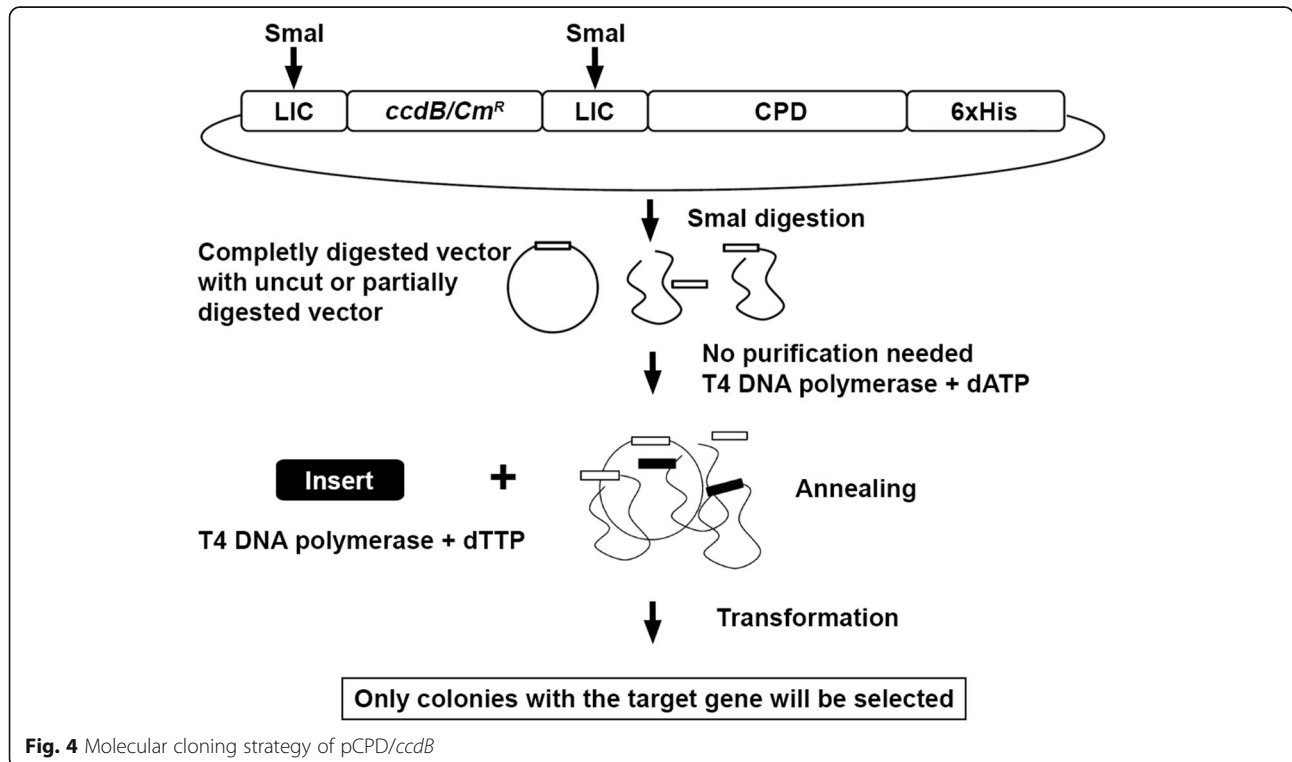 SmaI SmaI
LIC ccdB/Cm^R LIC CPD 6xHis
SmaI digestion
Completly digested vector
with uncut or partially
digested vector
No purification needed
T4 DNA polymerase + dATP
Insert + Annealing
T4 DNA polymerase + dTTP
Transformation
Only colonies with the target gene will be selected
Fig. 4 Molecular cloning strategy of pCPD/ccdB